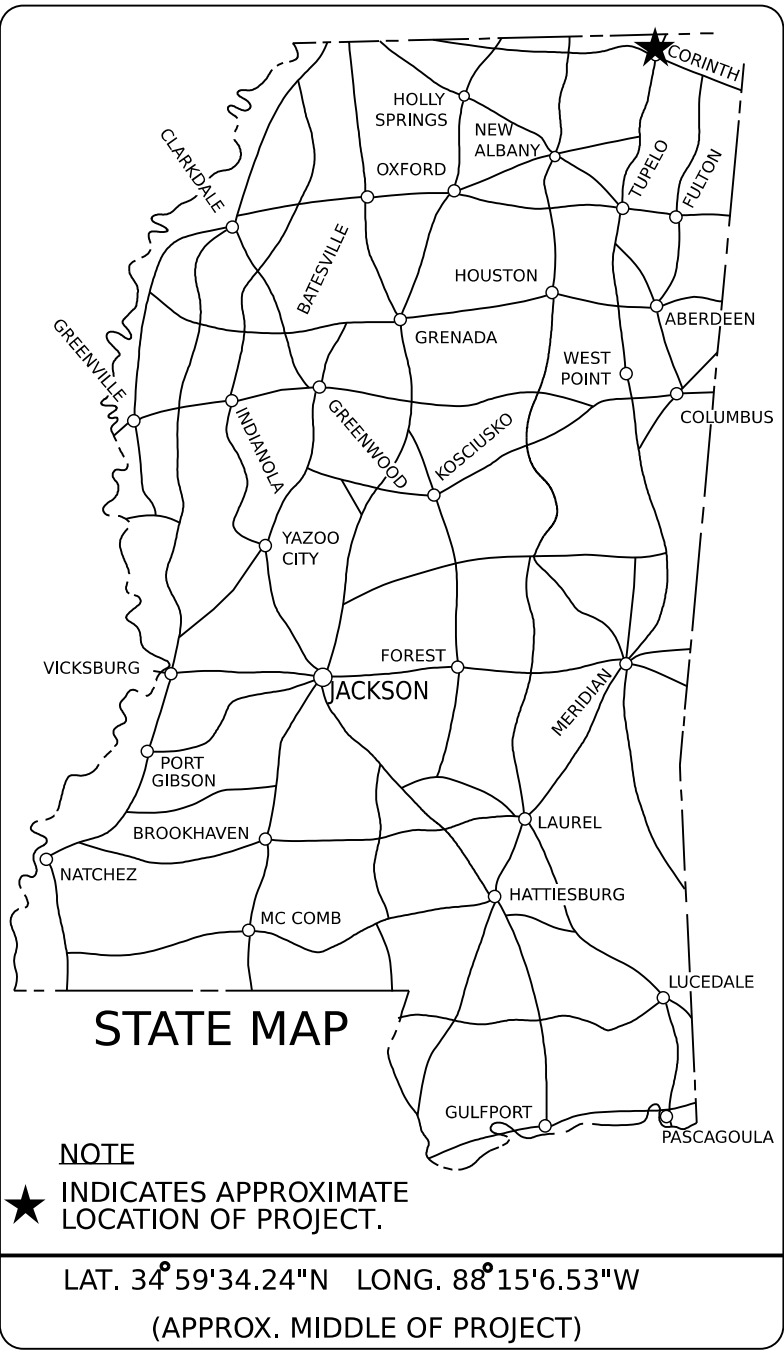 CORINTH
HOLLY
SPRINGS
NEW
ALBANY
CLARKDALE
OXFORD
TUPELO
FULTON
BATESVILLE
HOUSTON
ABERDEEN
GREENVILLE
GRENADA
WEST
POINT
COLUMBUS
INDIANOLA
GREENWOOD
KOSCIUSKO
YAZOO
CITY
VICKSBURG
FOREST
JACKSON
MERIDIAN
PORT
GIBSON
BROOKHAVEN
LAUREL
NATCHEZ
HATTIESBURG
MC COMB
LUCEDALE
STATE MAP
GULFPORT
PASCAGOULA
NOTE
INDICATES APPROXIMATE
LOCATION OF PROJECT.
LAT. 34°59'34.24"N LONG. 88°15'6.53"W
(APPROX. MIDDLE OF PROJECT)